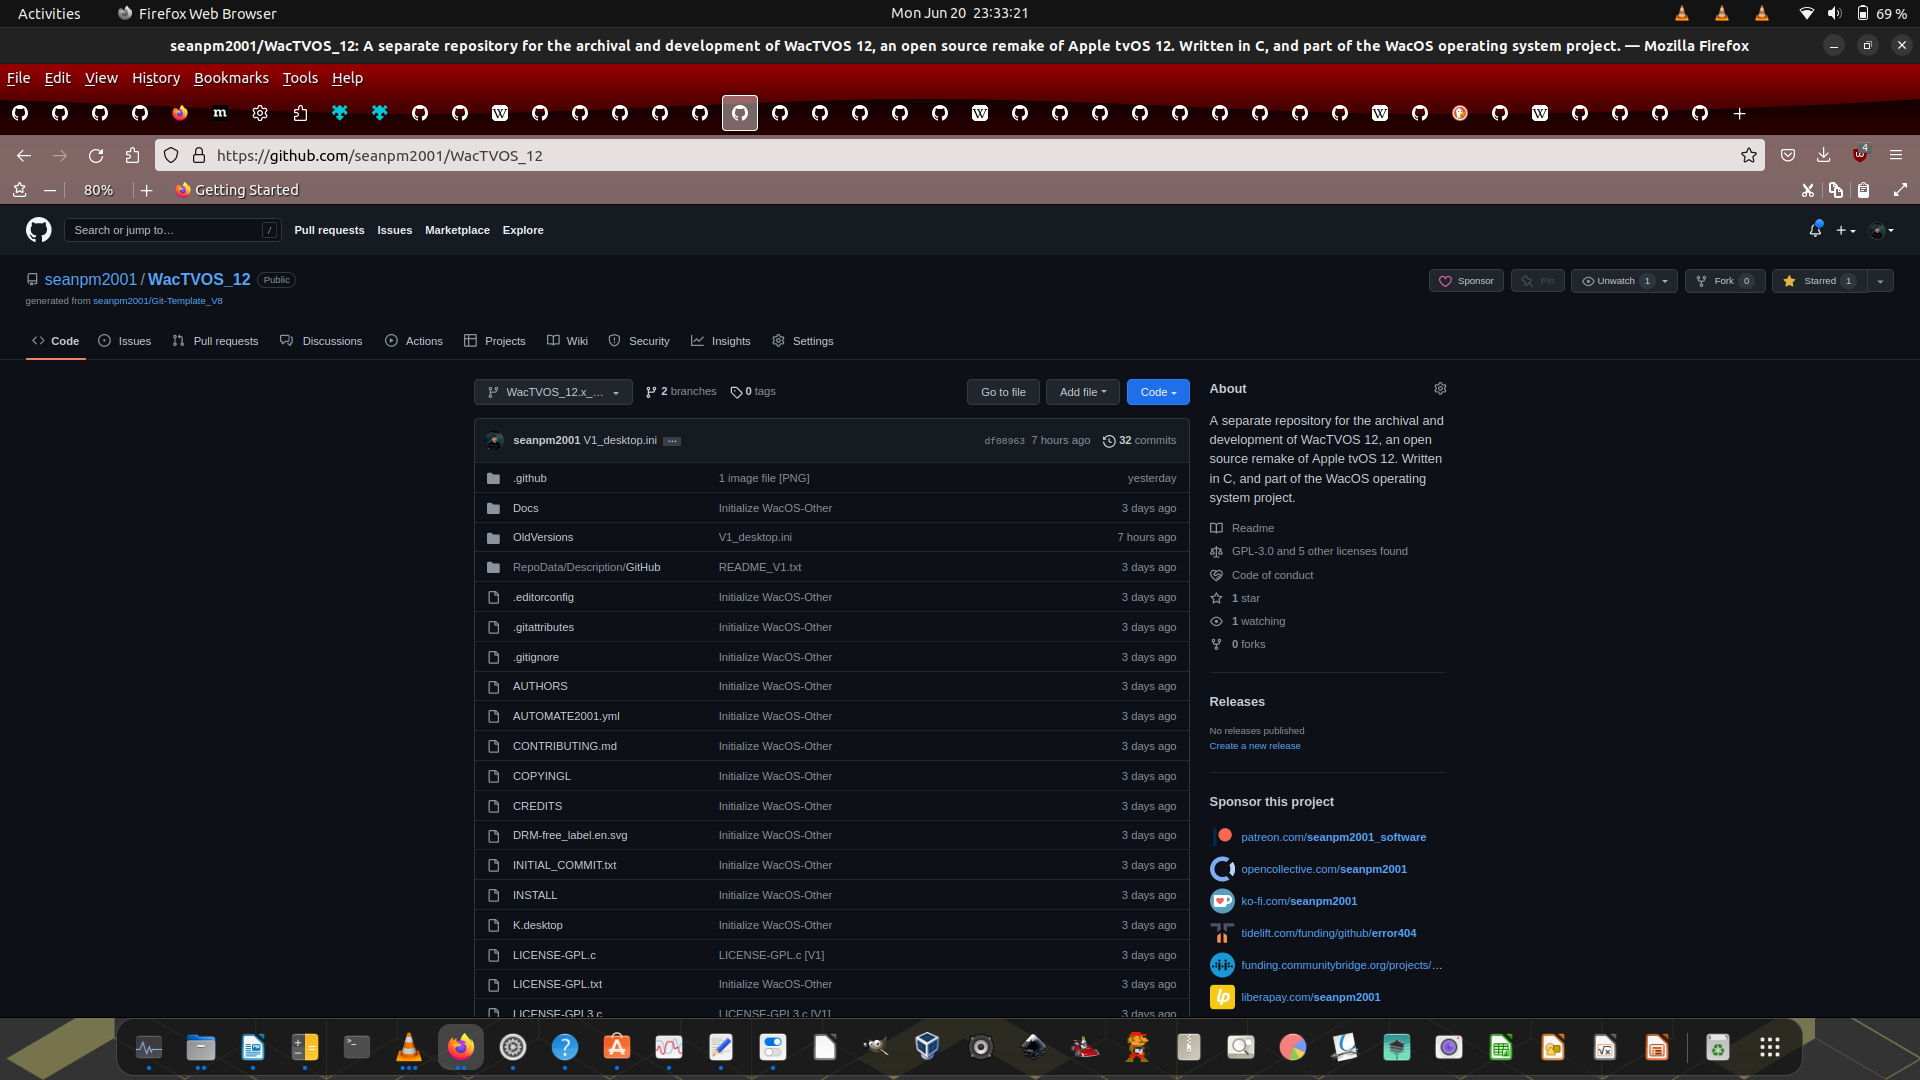 Activities
Firefox Web Browser
Mon Jun 20 23:33:21
69 %
seanpm2001/WacTVOS_12: A separate repository for the archival and development of WacTVOS 12, an open source remake of Apple tvOS 12. Written in C, and part of the WacOS operating system project. — Mozilla Firefox
File Edit View History Bookmarks Tools Help
https://github.com/seanpm2001/WacTVOS_12
4
80%
Getting Started
Search or jump to…
/
Pull requests Issues Marketplace Explore
seanpm2001 / WacTVOS_12 Public
generated from seanpm2001/Git-Template_V8
Sponsor
Pin
Unwatch 1
Fork 0
Starred 1
Code Issues Pull requests Discussions Actions Projects Wiki Security Insights Settings
WacTVOS_12.x_...
2 branches
0 tags
Go to file
Add file
Code
seanpm2001 V1_desktop.ini
df08963 7 hours ago
32 commits
.github 1 image file [PNG] yesterday
Docs Initialize WacOS-Other 3 days ago
OldVersions V1_desktop.ini 7 hours ago
RepoData/Description/GitHub README_V1.txt 3 days ago
.editorconfig Initialize WacOS-Other 3 days ago
.gitattributes Initialize WacOS-Other 3 days ago
.gitignore Initialize WacOS-Other 3 days ago
AUTHORS Initialize WacOS-Other 3 days ago
AUTOMATE2001.yml Initialize WacOS-Other 3 days ago
CONTRIBUTING.md Initialize WacOS-Other 3 days ago
COPYINGL Initialize WacOS-Other 3 days ago
CREDITS Initialize WacOS-Other 3 days ago
DRM-free_label.en.svg Initialize WacOS-Other 3 days ago
INITIAL_COMMIT.txt Initialize WacOS-Other 3 days ago
INSTALL Initialize WacOS-Other 3 days ago
K.desktop Initialize WacOS-Other 3 days ago
LICENSE-GPL.c LICENSE-GPL.c [V1] 3 days ago
LICENSE-GPL.txt Initialize WacOS-Other 3 days ago
LICENSE-GPL3.c LICENSE-GPL3.c [V1] 3 days ago
About
A separate repository for the archival and
development of WacTVOS 12, an open
source remake of Apple tvOS 12. Written
in C, and part of the WacOS operating
system project.
Readme
GPL-3.0 and 5 other licenses found
Code of conduct
1 star
1 watching
0 forks
Releases
No releases published
Create a new release
Sponsor this project
patreon.com/seanpm2001_software
opencollective.com/seanpm2001
ko-fi.com/seanpm2001
tidelift.com/funding/github/error404
funding.communitybridge.org/projects/...
liberapay.com/seanpm2001